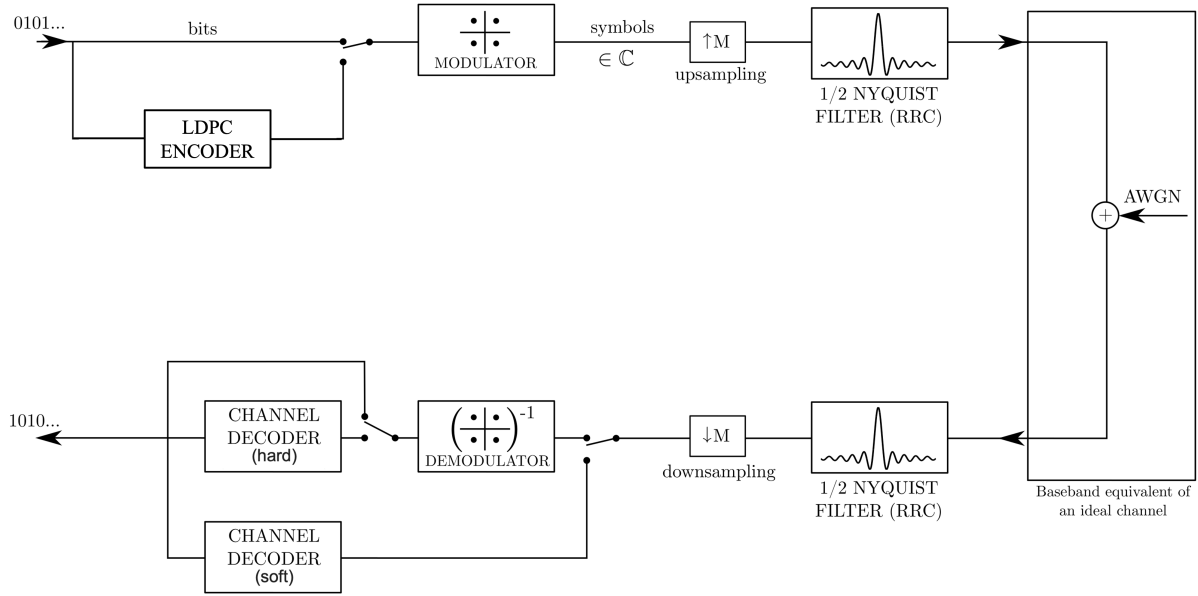 0101...
bits
MODULATOR
symbols
∈ ℂ
↑M
upsampling
1/2 NYQUIST
FILTER (RRC)
LDPC
ENCODER
+
AWGN
1010...
CHANNEL
DECODER
(hard)
( )-1
DEMODULATOR
↓M
downsampling
1/2 NYQUIST
FILTER (RRC)
Baseband equivalent of
an ideal channel
CHANNEL
DECODER
(soft)